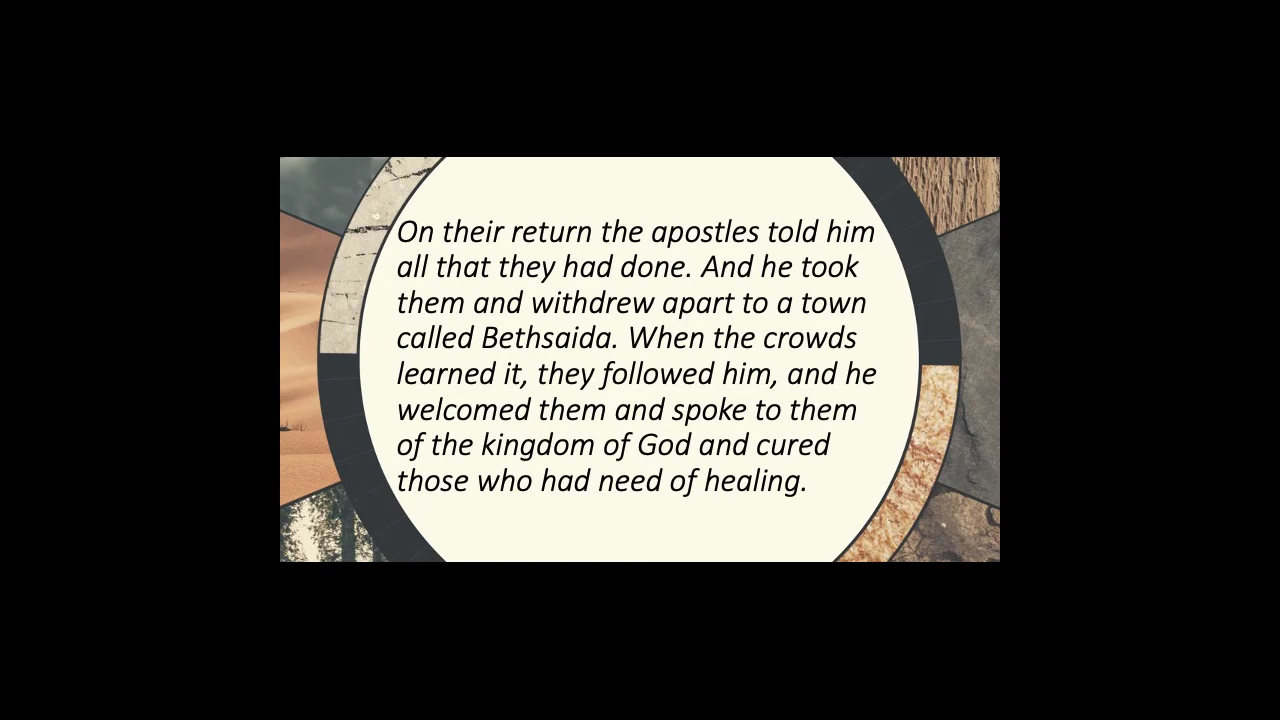 On their return the apostles told him
all that they had done. And he took
them and withdrew apart to a town
called Bethsaida. When the crowds
learned it, they followed him, and he
welcomed them and spoke to them
of the kingdom of God and cured
those who had need of healing.